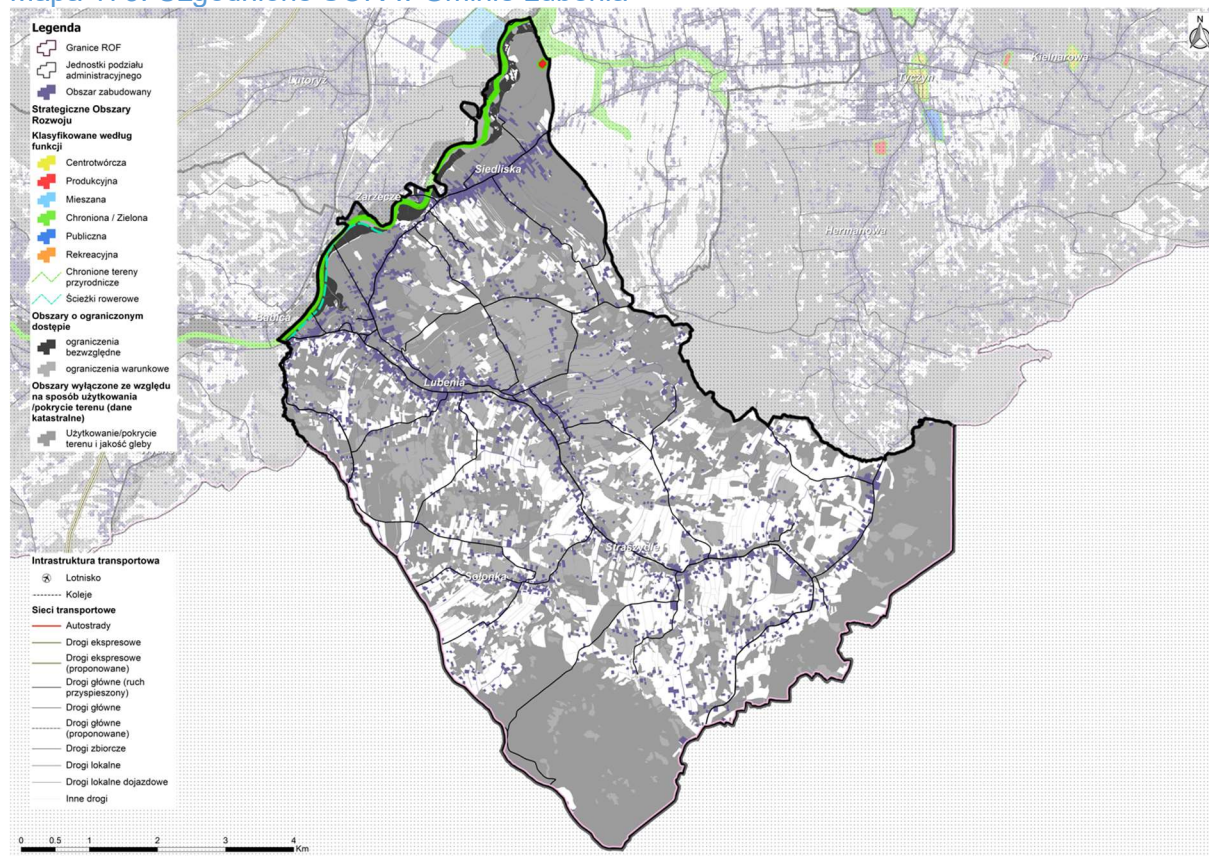 Legenda
Granice ROF
Jednostki podziału
administracyjnego
Obszar zabudowany
Strategiczne Obszary
Rozwoju
Klasyfikowane według
funkcji
Centrotwórcza
Produkcyjna
Mieszana
Chroniona / Zielona
Publiczna
Rekreacyjna
Chronione tereny
przyrodnicze
Ścieżki rowerowe
Obszary o ograniczonym
dostępie
ograniczenia
bezwzględne
ograniczenia warunkowe
Obszary wyłączone ze względu
na sposób użytkowania
/pokrycie terenu (dane
katastralne)
Użytkowanie/pokrycie
terenu i jakość gleby
Intrastruktura transportowa
Lotnisko
Koleje
Sieci transportowe
Autostrady
Drogi ekspresowe
Drogi ekspresowe
(proponowane)
Drogi główne (ruch
przyspieszony)
Drogi główne
Drogi główne
(proponowane)
Drogi zbiorcze
Drogi lokalne
Drogi lokalne dojazdowe
Inne drogi
N
Lutoryż
Tyczyn
Kielnarowa
Siedliska
Zarzecze
Hermanowa
Babica
Lubenia
Straszydle
Sołonka
0 0.5 1 2 3 4
Km